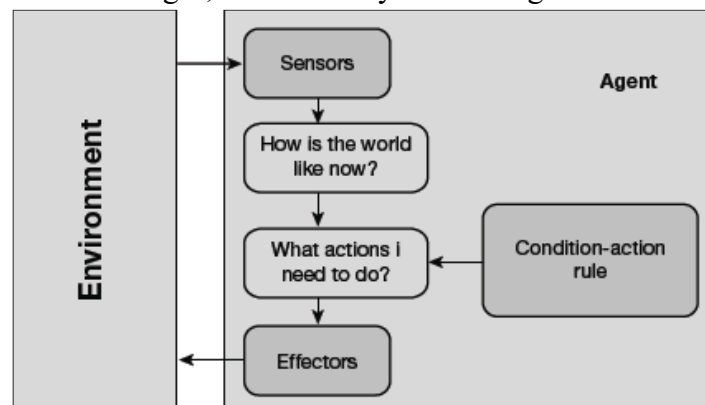 Environment
Sensors
Agent
How is the world
like now?
What actions i
need to do?
Condition-action
rule
Effectors